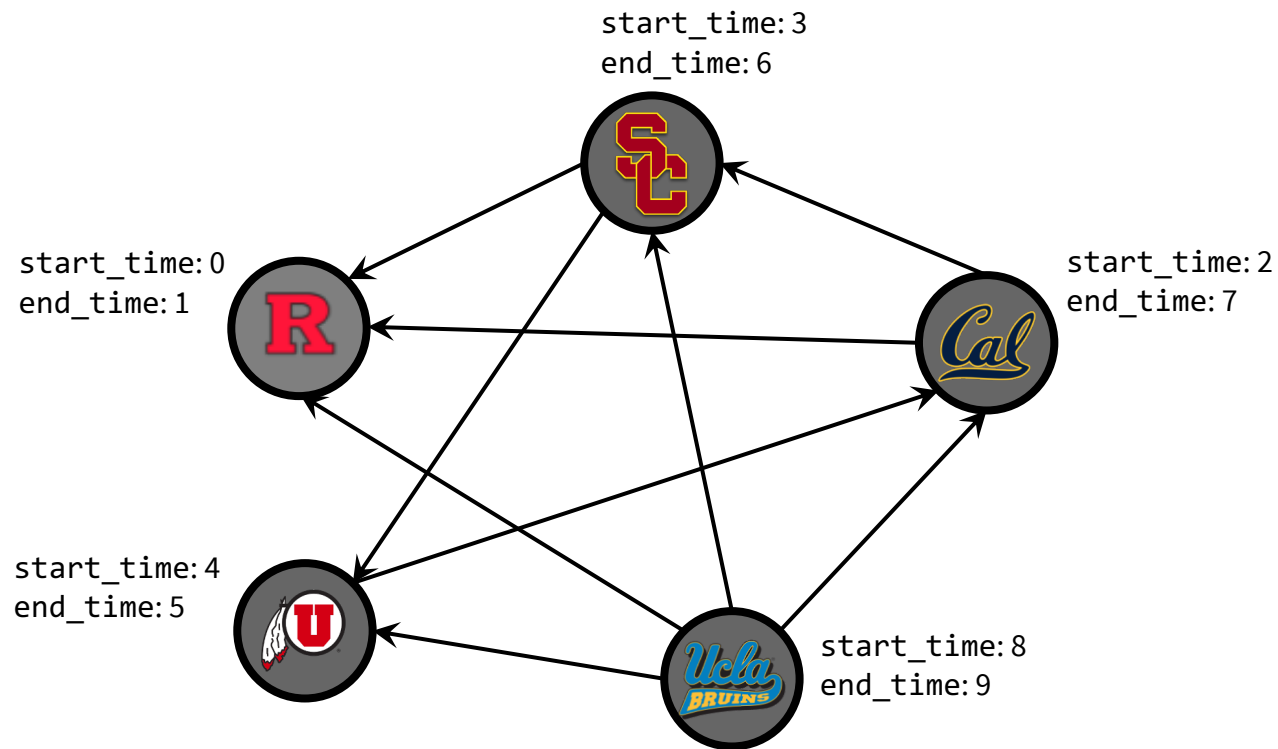 start_time: 3
end_time: 6
SC
start_time: 0
end_time: 1
R
start_time: 2
end_time: 7
Cal
start_time: 4
end_time: 5
U
Ucla
BRUINS
start_time: 8
end_time: 9